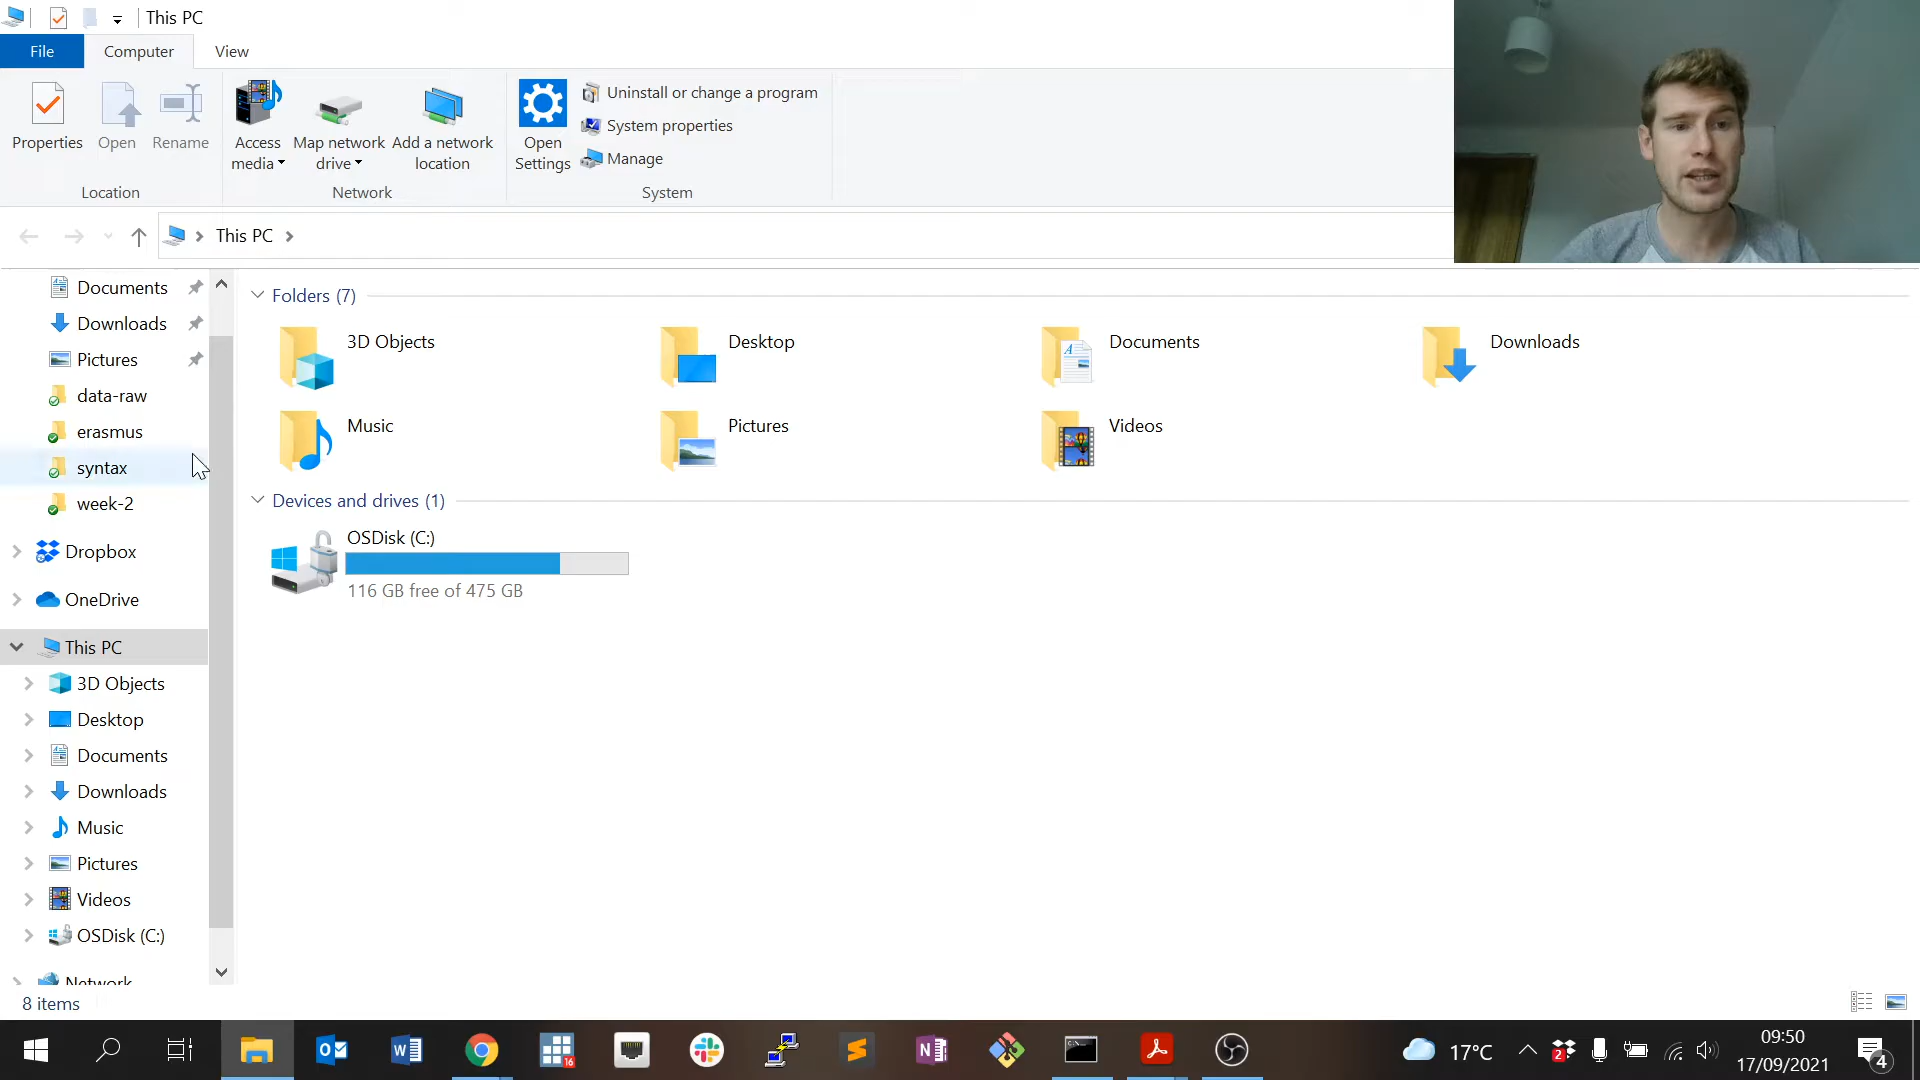 This PC
File Computer View
Properties Open Rename Access media Map network drive Add a network location Open Settings
Uninstall or change a program
System properties
Manage
Location Network System
This PC
Documents
Downloads
Pictures
data-raw
erasmus
syntax
week-2
Dropbox
OneDrive
This PC
3D Objects
Desktop
Documents
Downloads
Music
Pictures
Videos
OSDisk (C:)
Network
Folders (7)
3D Objects Desktop Documents Downloads
Music Pictures Videos
Devices and drives (1)
OSDisk (C:)
116 GB free of 475 GB
8 items
16
17°C
2
09:50
17/09/2021
4